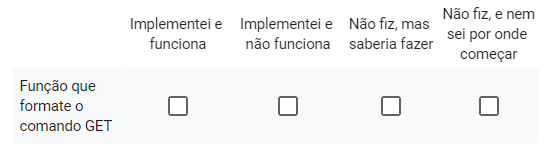 Implementei e
funciona
Implementei e
não funciona
Não fiz, mas
saberia fazer
Não fiz, e nem
sei por onde
começar
Função que
formate o
comando GET